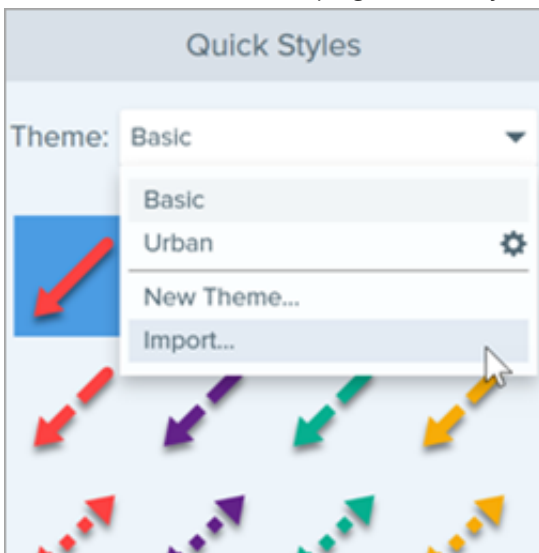 Quick Styles
Theme: Basic
Basic
Urban
New Theme...
Import...